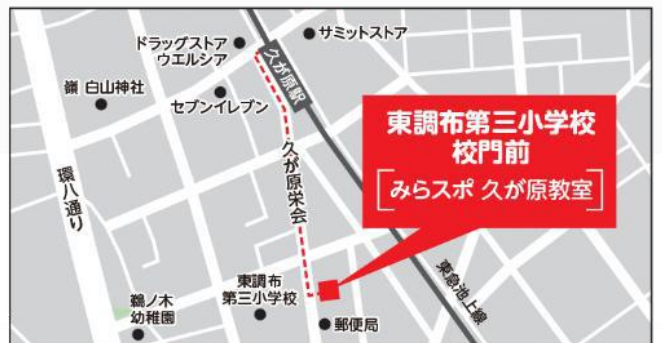 ドラッグストア
ウエルシア
サミットストア
久が原駅
嶺 白山神社
セブンイレブン
環八通り
久が原栄会
東調布第三小学校
校門前
[みらスポ 久が原教室]
東急池上線
東調布
第三小学校
鵜ノ木
幼稚園
郵便局